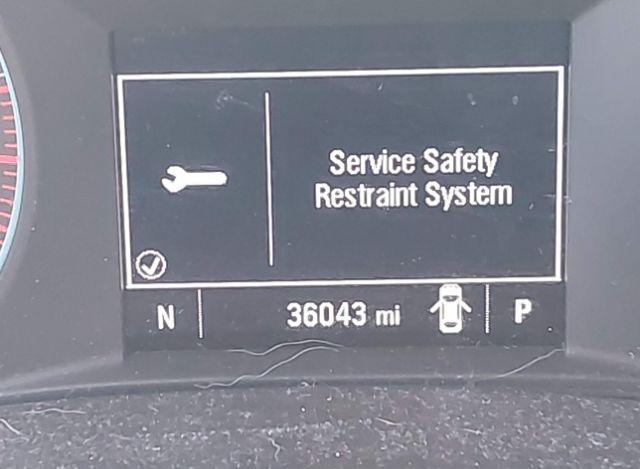 Service Safety
Restraint System
N 36043 mi P